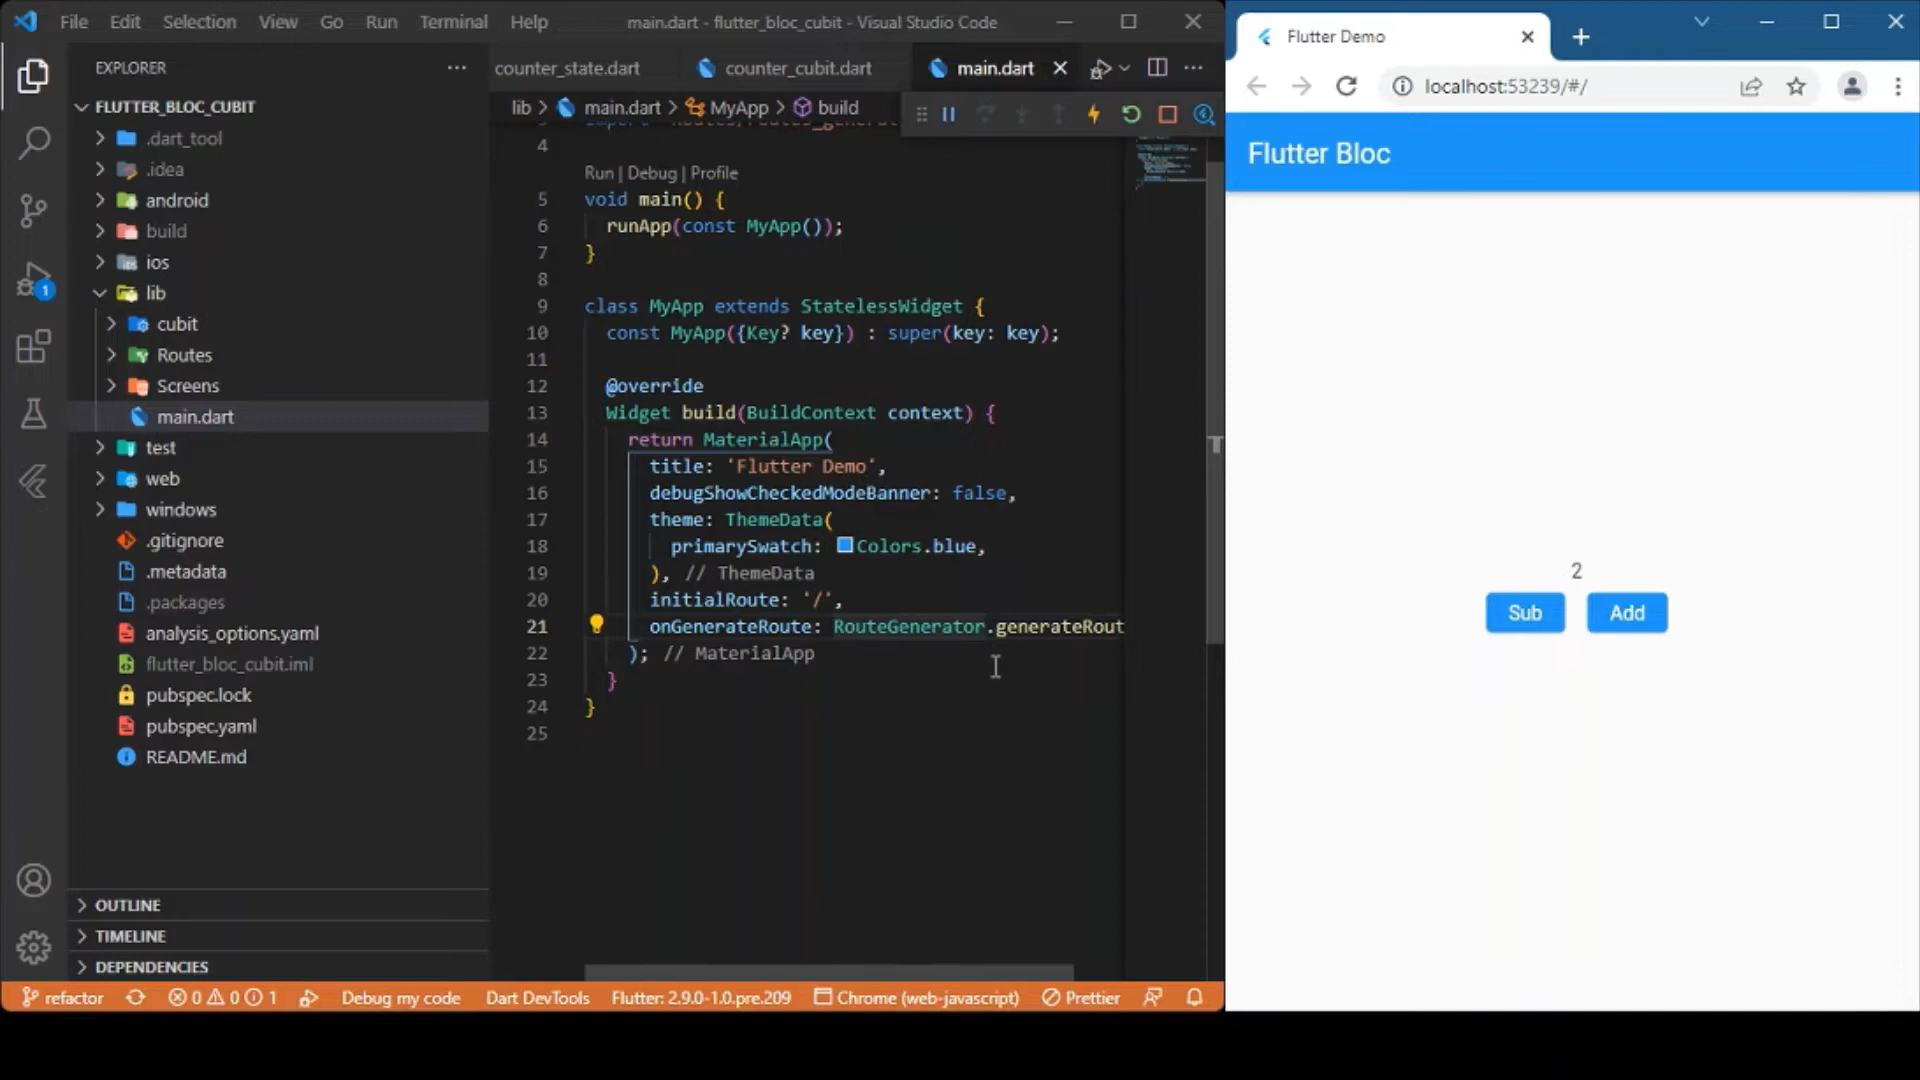 File Edit Selection View Go Run Terminal Help
main.dart - flutter_bloc_cubit - Visual Studio Code
EXPLORER
FLUTTER_BLOC_CUBIT
.dart_tool
.idea
android
build
ios
lib
cubit
Routes
Screens
main.dart
test
web
windows
.gitignore
.metadata
.packages
analysis_options.yaml
flutter_bloc_cubit.iml
pubspec.lock
pubspec.yaml
README.md
OUTLINE
TIMELINE
DEPENDENCIES
1
counter_state.dart counter_cubit.dart main.dart
lib > main.dart > MyApp > build
4
Run | Debug | Profile
5 void main() {
6 runApp(const MyApp());
7 }
8
9 class MyApp extends StatelessWidget {
10 const MyApp({Key? key}) : super(key: key);
11
12 @override
13 Widget build(BuildContext context) {
14 return MaterialApp(
15 title: 'Flutter Demo',
16 debugShowCheckedModeBanner: false,
17 theme: ThemeData(
18 primarySwatch: Colors.blue,
19 ), // ThemeData
20 initialRoute: '/',
21 onGenerateRoute: RouteGenerator.generateRout
22 ); // MaterialApp
23 }
24 }
25
refactor 0 0 1 Debug my code Dart DevTools Flutter: 2.9.0-1.0.pre.209 Chrome (web-javascript) Prettier
Flutter Demo
localhost:53239/#/
Flutter Bloc
2
Sub Add